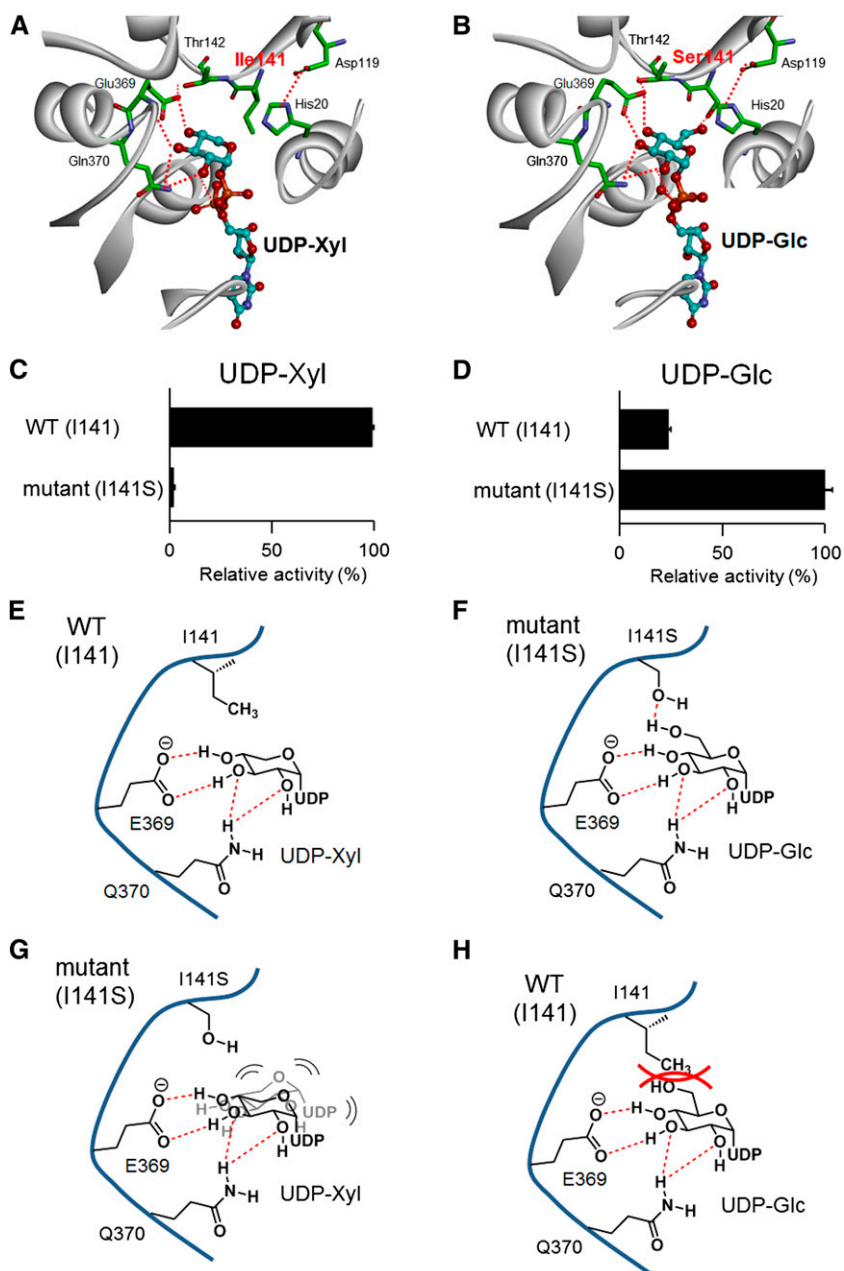 A
Thr142
Ile141
Asp119
Glu369
His20
Gln370
UDP-Xyl
B
Thr142
Ser141
Asp119
Glu369
His20
Gln370
UDP-Glc
C
UDP-Xyl
WT (I141)
mutant (I141S)
0 50 100
Relative activity (%)
D
UDP-Glc
WT (I141)
mutant (I141S)
0 50 100
Relative activity (%)
E
WT
(I141)
I141
CH3
O
⊖
O H O
H O
O
O
H
O
H
UDP
E369
H
N H
O
UDP-Xyl
Q370
F
mutant
(I141S)
I141S
O H
H
O
O
⊖
O H O
H O
O
O
H
O
H
UDP
E369
H
N H
O
UDP-Glc
Q370
G
mutant
(I141S)
I141S
O H
O
⊖
O H O
H O
O
O
H
O
H
UDP
UDP
E369
H
N H
O
UDP-Xyl
Q370
H
WT
(I141)
I141
CH3
HO
O
⊖
O H O
H O
O
O
H
O
H
UDP
E369
H
N H
O
UDP-Glc
Q370